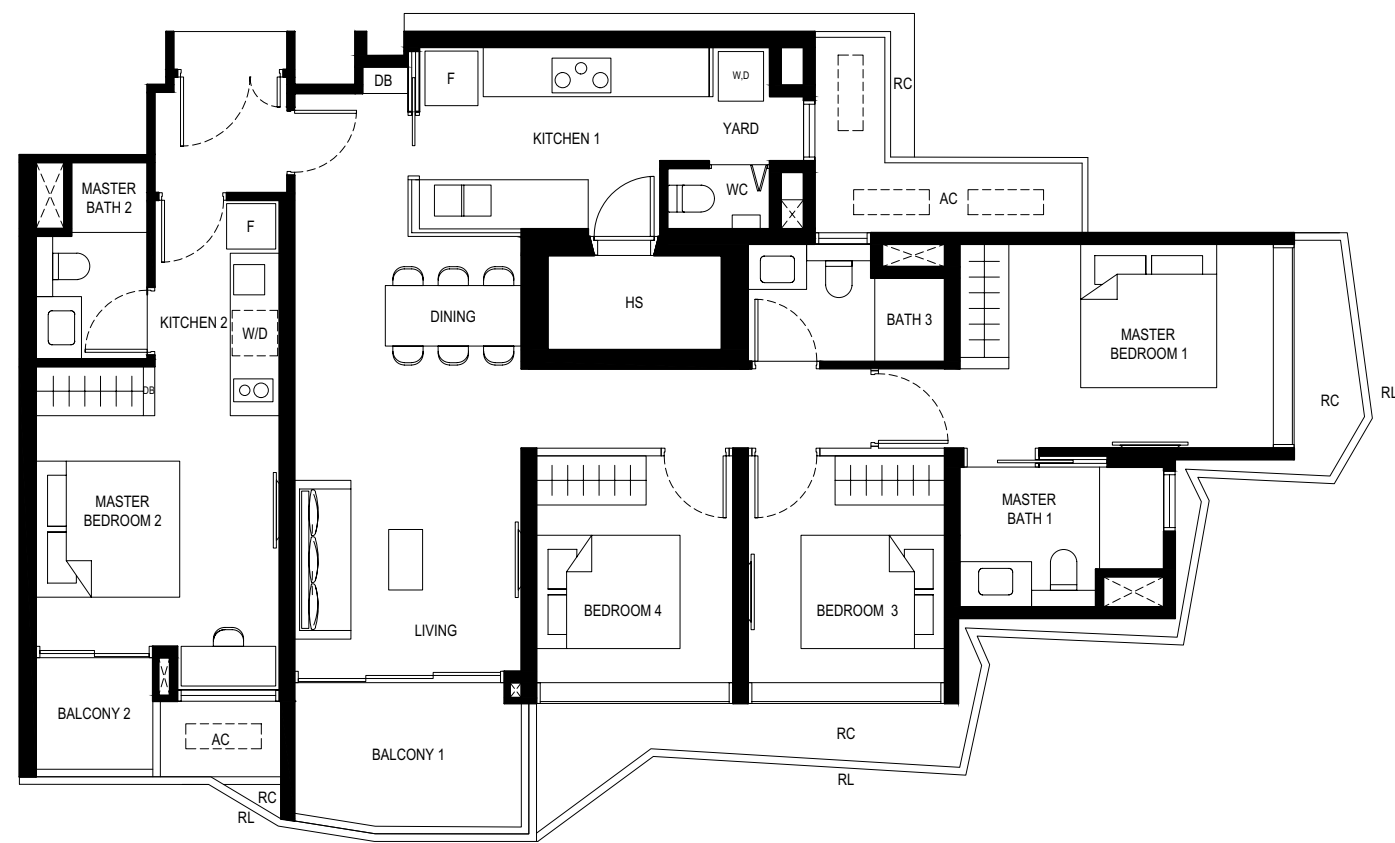 DB
F
W,D
RC
KITCHEN 1
YARD
MASTER
BATH 2
WC
AC
F
X
HS
DINING
KITCHEN 2
W/D
BATH 3
MASTER
BEDROOM 1
RC
RL
DB
MASTER
BEDROOM 2
MASTER
BATH 1
BEDROOM 4
BEDROOM 3
LIVING
BALCONY 2
AC
BALCONY 1
RC
RL
RC
RL